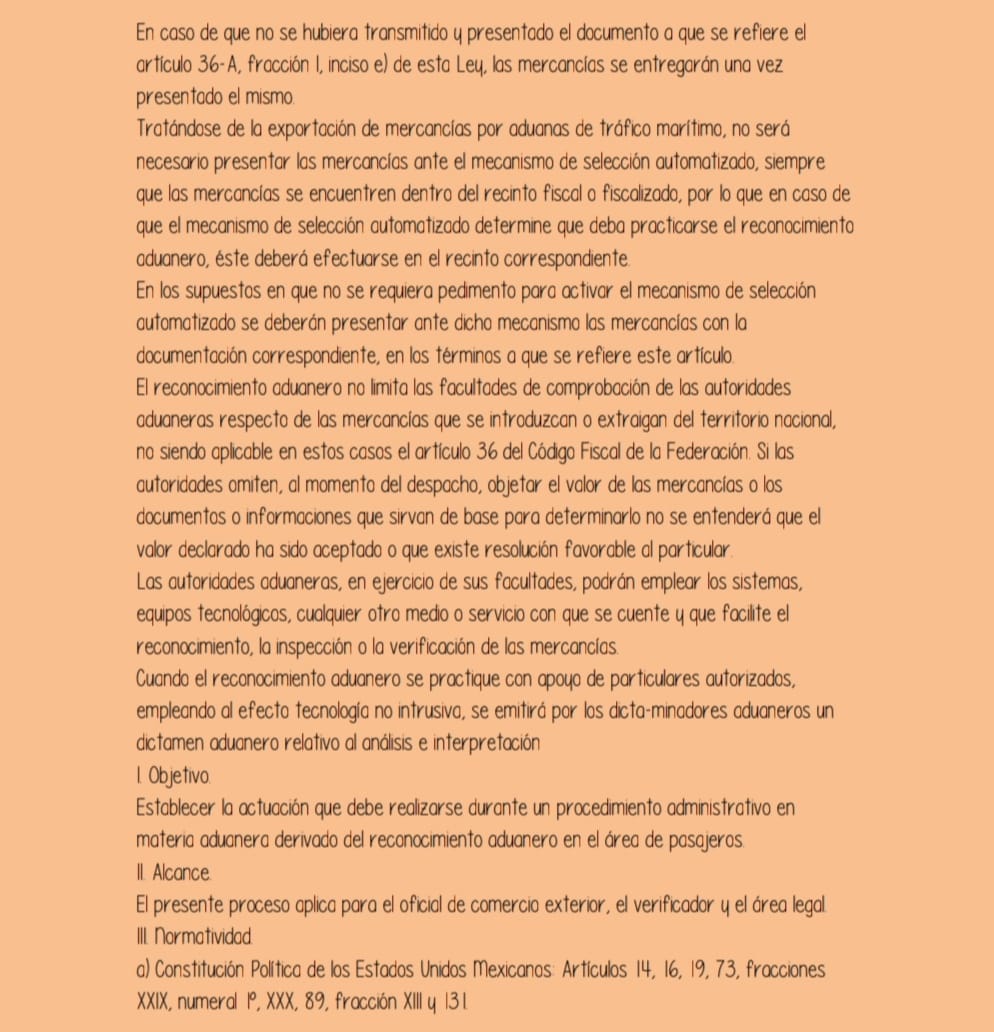 En caso de que no se hubiera transmitido y presentado el documento a que se refiere el
artículo 36-A, fracción I, inciso e) de esta Ley, las mercancías se entregarán una vez
presentado el mismo.
Tratándose de la exportación de mercancías por aduanas de tráfico marítimo, no será
necesario presentar las mercancías ante el mecanismo de selección automatizado, siempre
que las mercancías se encuentren dentro del recinto fiscal o fiscalizado, por lo que en caso de
que el mecanismo de selección automatizado determine que deba practicarse el reconocimiento
aduanero, éste deberá efectuarse en el recinto correspondiente.
En los supuestos en que no se requiera pedimento para activar el mecanismo de selección
automatizado se deberán presentar ante dicho mecanismo las mercancías con la
documentación correspondiente, en los términos a que se refiere este artículo.
El reconocimiento aduanero no limita las facultades de comprobación de las autoridades
aduaneras respecto de las mercancías que se introduzcan o extraigan del territorio nacional,
no siendo aplicable en estos casos el artículo 36 del Código Fiscal de la Federación. Si las
autoridades omiten, al momento del despacho, objetar el valor de las mercancías o los
documentos o informaciones que sirvan de base para determinarlo no se entenderá que el
valor declarado ha sido aceptado o que existe resolución favorable al particular.
Las autoridades aduaneras, en ejercicio de sus facultades, podrán emplear los sistemas,
equipos tecnológicos, cualquier otro medio o servicio con que se cuente y que facilite el
reconocimiento, la inspección o la verificación de las mercancías.
Cuando el reconocimiento aduanero se practique con apoyo de particulares autorizados,
empleando al efecto tecnología no intrusiva, se emitirá por los dicta-minadores aduaneros un
dictamen aduanero relativo al análisis e interpretación
I. Objetivo.
Establecer la actuación que debe realizarse durante un procedimiento administrativo en
materia aduanera derivado del reconocimiento aduanero en el área de pasajeros.
II. Alcance.
El presente proceso aplica para el oficial de comercio exterior, el verificador y el área legal.
III. Normatividad.
a) Constitución Política de los Estados Unidos Mexicanos: Artículos 14, 16, 19, 73, fracciones
XXIX, numeral 1º, XXX, 89, fracción XIII y 131.